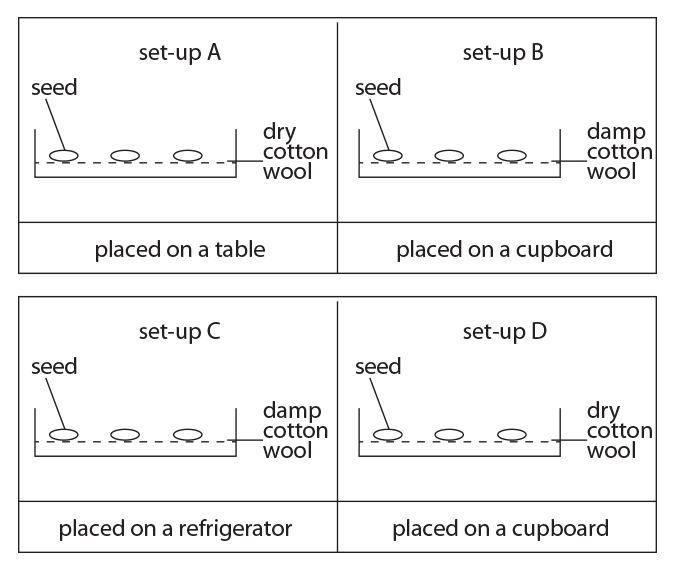 set-up A
seed
dry
cotton
wool
placed on a table
set-up B
seed
damp
cotton
wool
placed on a cupboard
set-up C
seed
damp
cotton
wool
placed on a refrigerator
set-up D
seed
dry
cotton
wool
placed on a cupboard